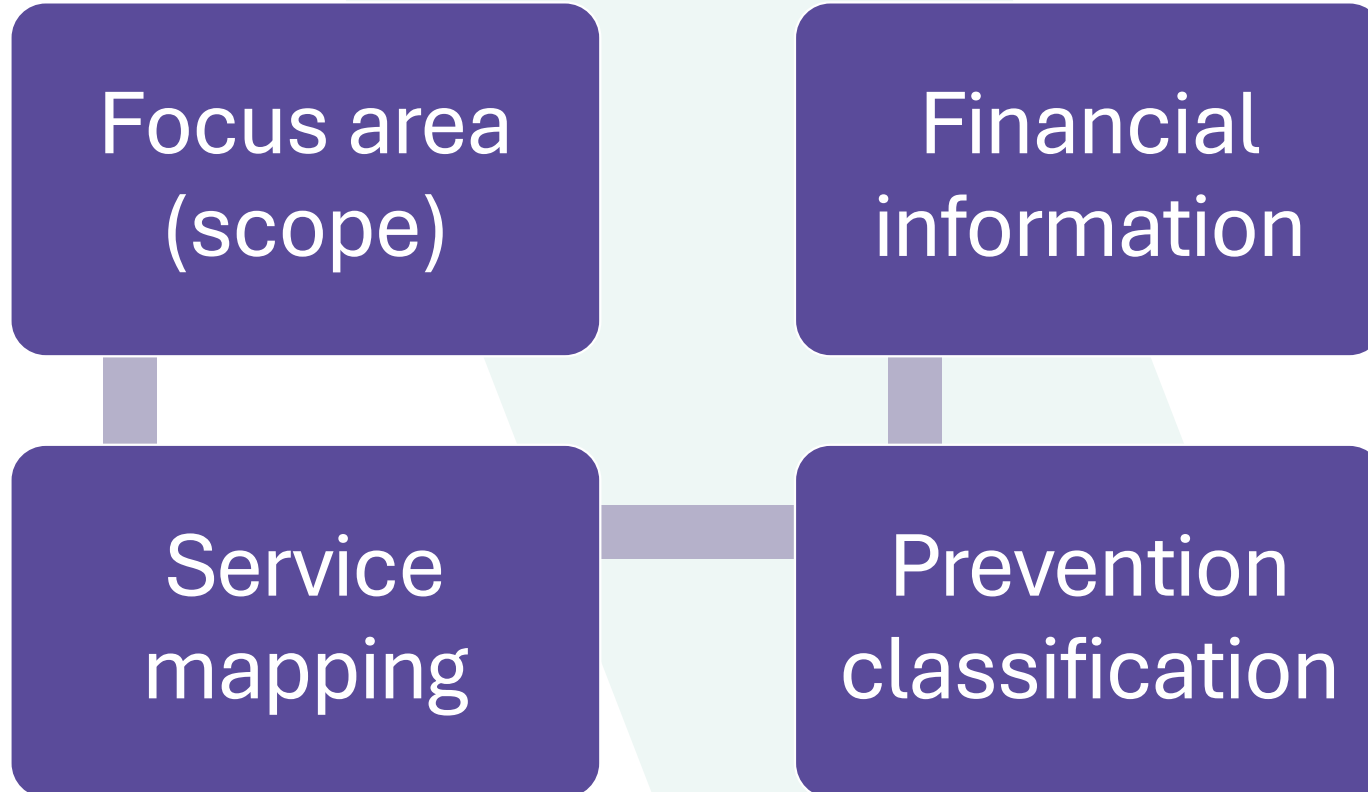 Focus area
(scope)
Service
mapping
Prevention
classification
Financial
information